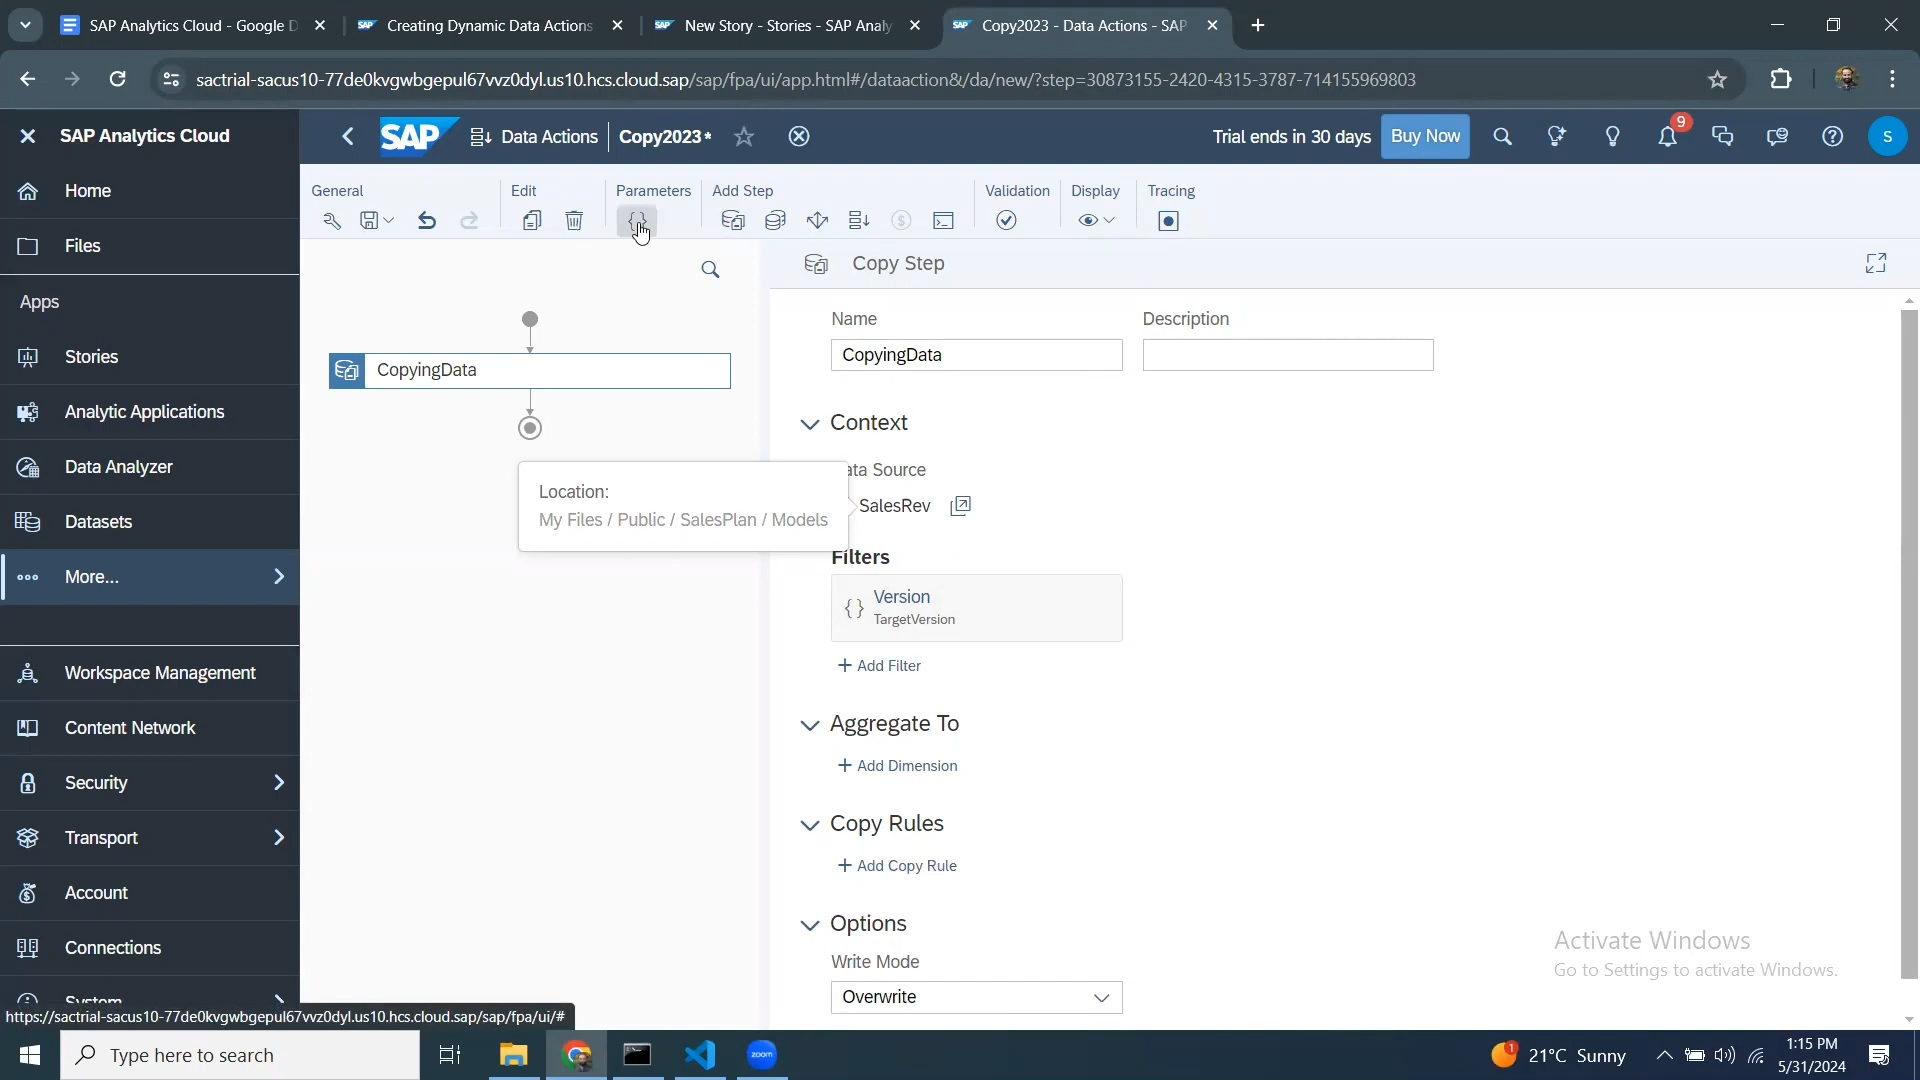 SAP Analytics Cloud - Google D
Creating Dynamic Data Actions
New Story - Stories - SAP Analy
Copy2023 - Data Actions - SAP
sactrial-sacus10-77de0kvgwbgepul67vvz0dyl.us10.hcs.cloud.sap/sap/fpa/ui/app.html#/dataaction&/da/new/?step=30873155-2420-4315-3787-714155969803
SAP Analytics Cloud
SAP
Data Actions
Copy2023*
Trial ends in 30 days
Buy Now
9
S
Home
Files
Apps
Stories
Analytic Applications
Data Analyzer
Datasets
More...
Workspace Management
Content Network
Security
Transport
Account
Connections
System
General
Edit
Parameters
Add Step
Validation
Display
Tracing
CopyingData
Location:
My Files / Public / SalesPlan / Models
Copy Step
Name
Description
CopyingData
Context
ata Source
SalesRev
Filters
Version
TargetVersion
+ Add Filter
Aggregate To
+ Add Dimension
Copy Rules
+ Add Copy Rule
Options
Write Mode
Overwrite
Activate Windows
Go to Settings to activate Windows.
https://sactrial-sacus10-77de0kvgwbgepul67vvz0dyl.us10.hcs.cloud.sap/sap/fpa/ui/#
Type here to search
zoom
1
21°C Sunny
1:15 PM
5/31/2024